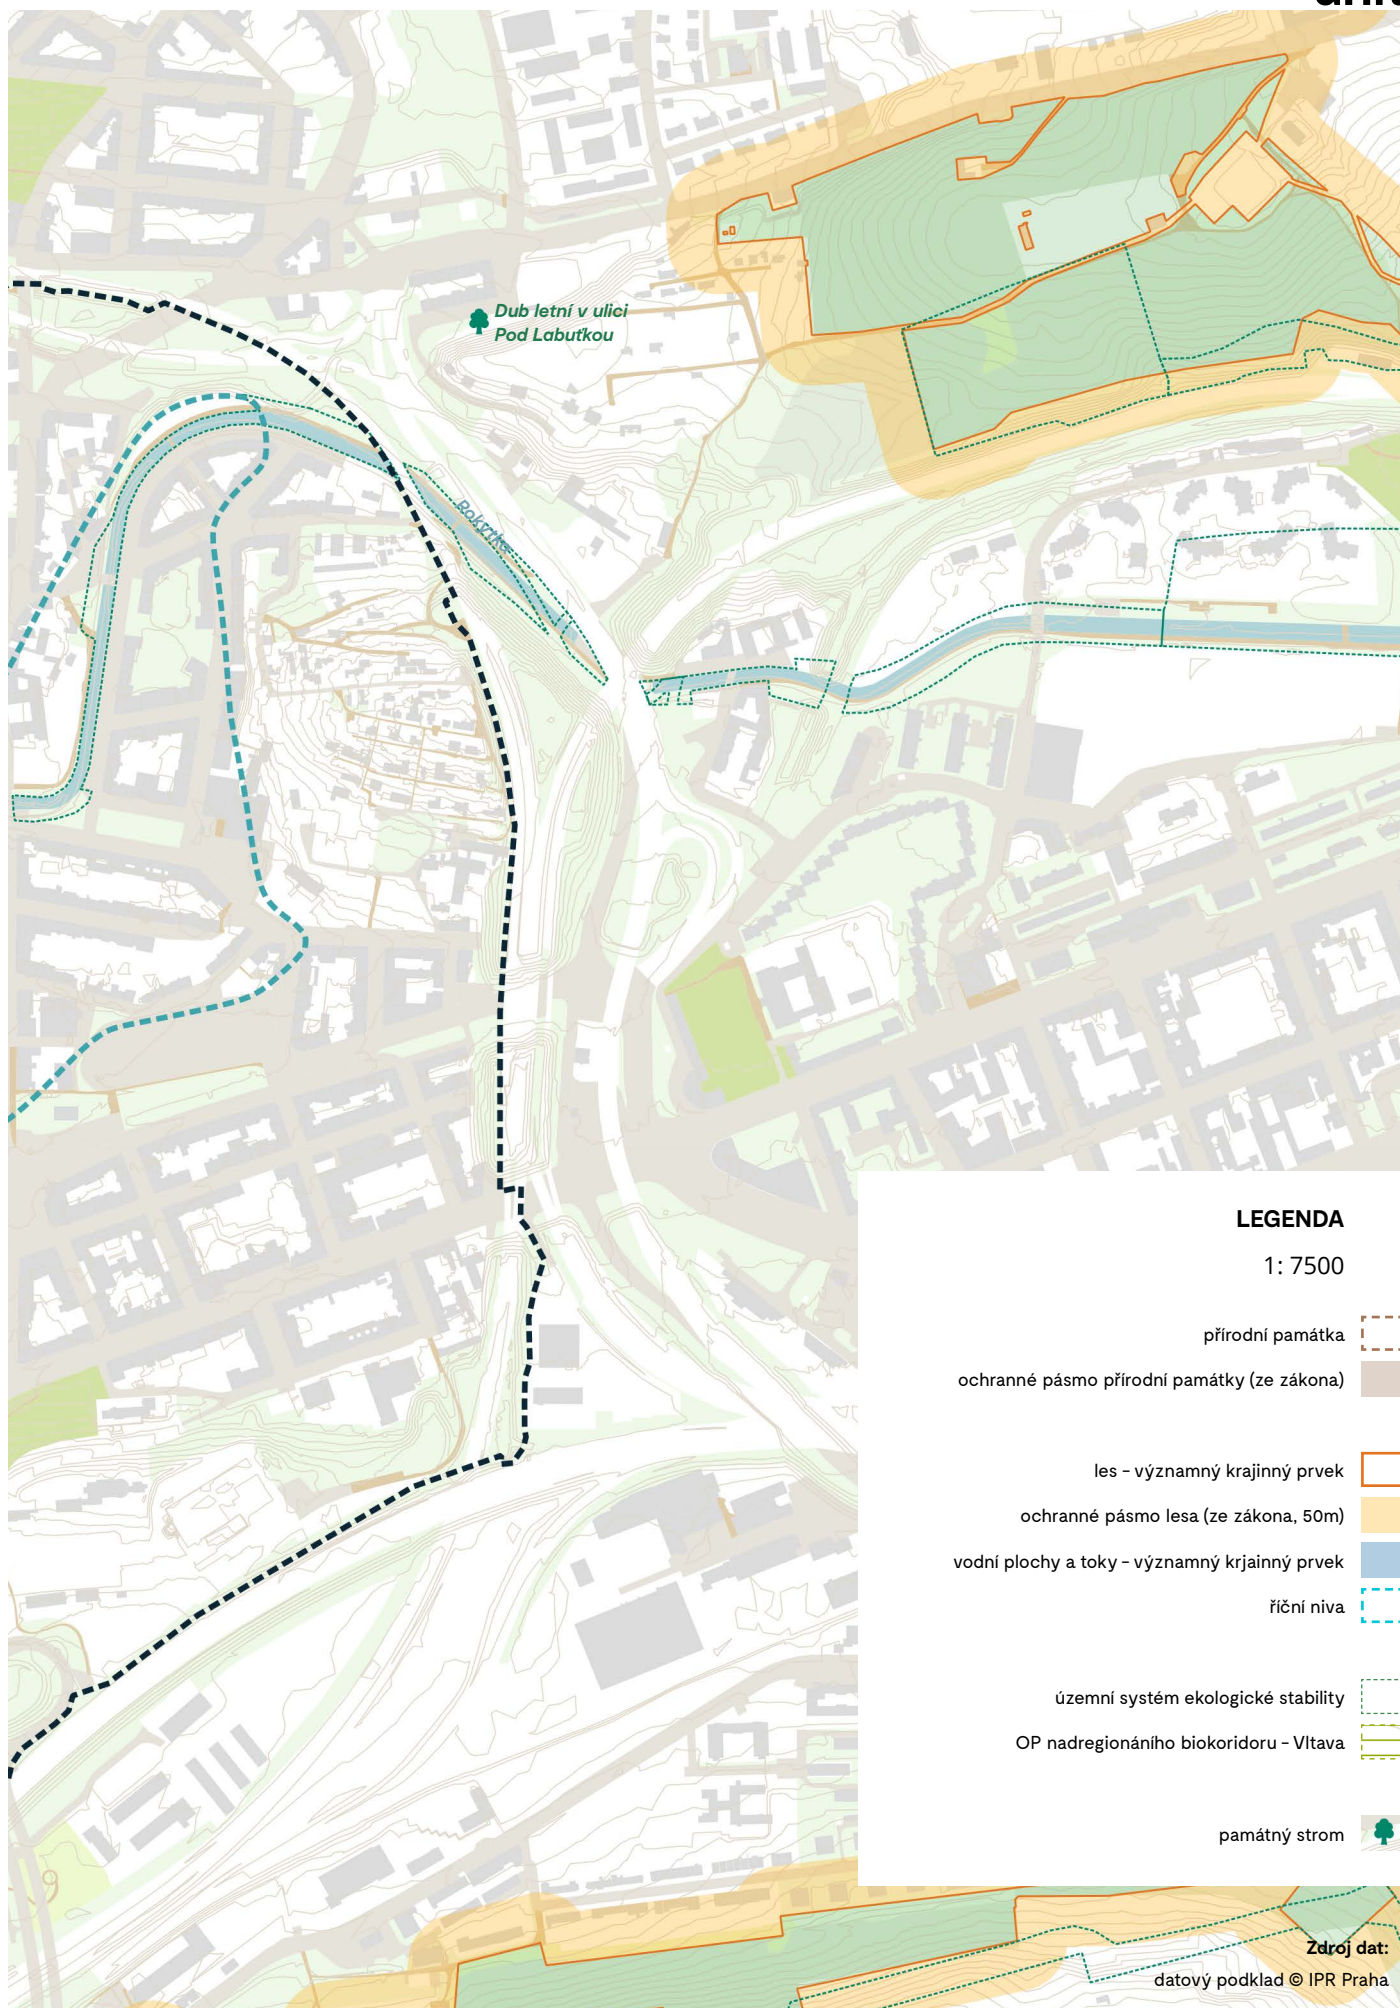 Dub letní v ulici
Pod Labuťkou
Rokytka
LEGENDA
1: 7500
přírodní památka
ochranné pásmo přírodní památky (ze zákona)
les - významný krajinný prvek
ochranné pásmo lesa (ze zákona, 50m)
vodní plochy a toky - významný krjainný prvek
říční niva
územní systém ekologické stability
OP nadregionáního biokoridoru - Vltava
památný strom
Zdroj dat:
datový podklad © IPR Praha